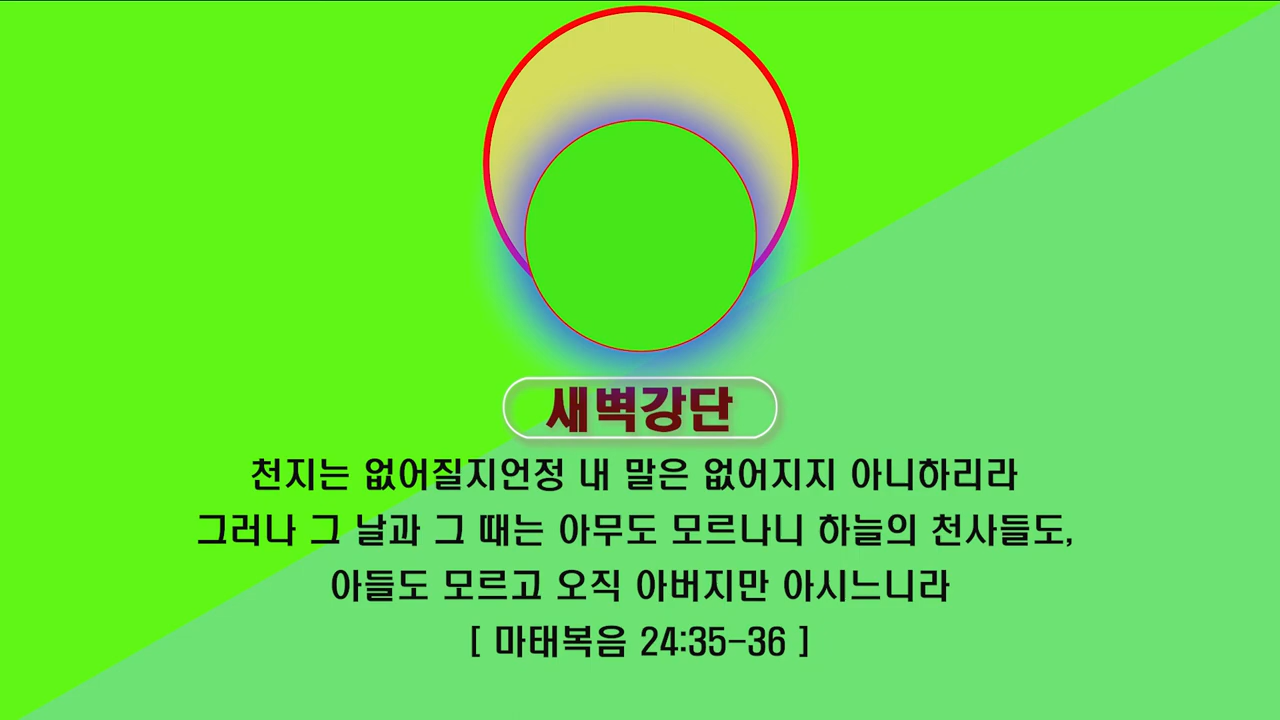 새벽강단
천지는 없어질지언정 내 말은 없어지지 아니하리라
그러나 그 날과 그 때는 아무도 모르나니 하늘의 천사들도,
아들도 모르고 오직 아버지만 아시느니라
[ 마태복음 24:35-36 ]